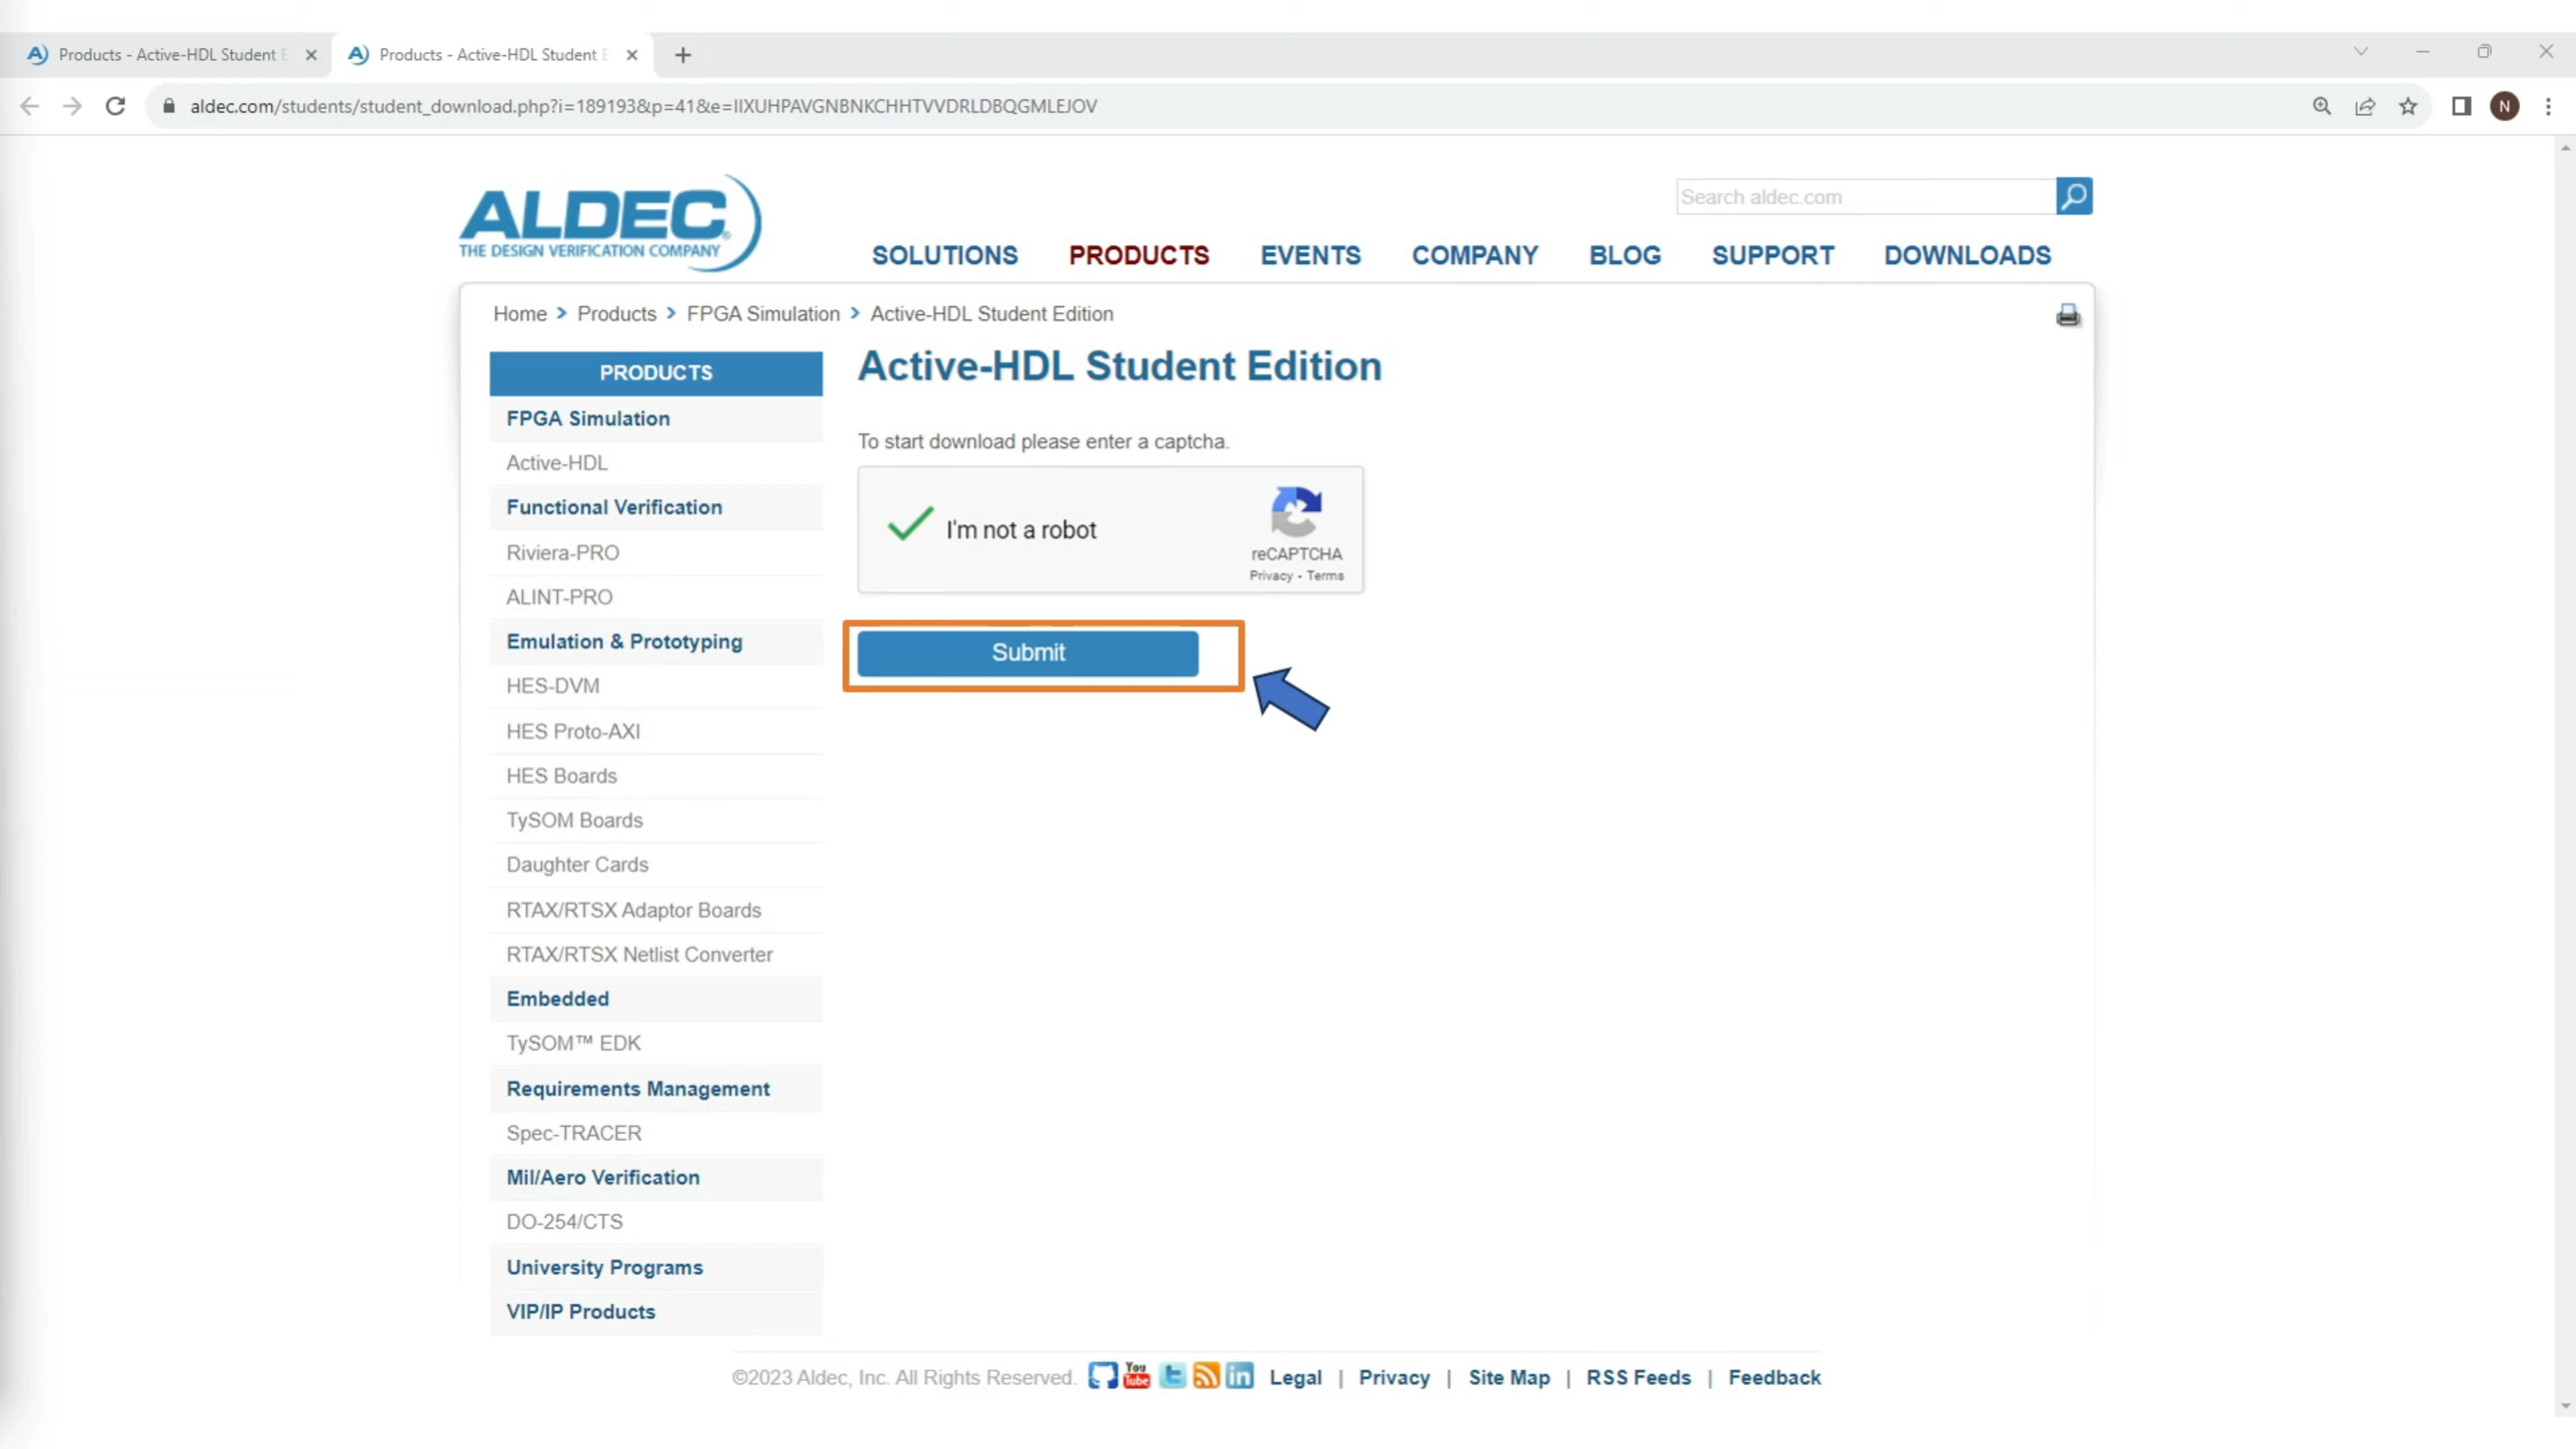 Products - Active-HDL Student E
Products - Active-HDL Student E
aldec.com/students/student_download.php?i=189193&p=41&e=IIXUHPAVGNBNKCHHTVVDRLDBQGMLEJOV
N
ALDEC
THE DESIGN VERIFICATION COMPANY
Search aldec.com
SOLUTIONS PRODUCTS EVENTS COMPANY BLOG SUPPORT DOWNLOADS
Home > Products > FPGA Simulation > Active-HDL Student Edition
PRODUCTS
FPGA Simulation
Active-HDL
Functional Verification
Riviera-PRO
ALINT-PRO
Emulation & Prototyping
HES-DVM
HES Proto-AXI
HES Boards
TySOM Boards
Daughter Cards
RTAX/RTSX Adaptor Boards
RTAX/RTSX Netlist Converter
Embedded
TySOM™ EDK
Requirements Management
Spec-TRACER
Mil/Aero Verification
DO-254/CTS
University Programs
VIP/IP Products
Active-HDL Student Edition
To start download please enter a captcha.
I'm not a robot
reCAPTCHA
Privacy - Terms
Submit
©2023 Aldec, Inc. All Rights Reserved. You Tube in Legal | Privacy | Site Map | RSS Feeds | Feedback